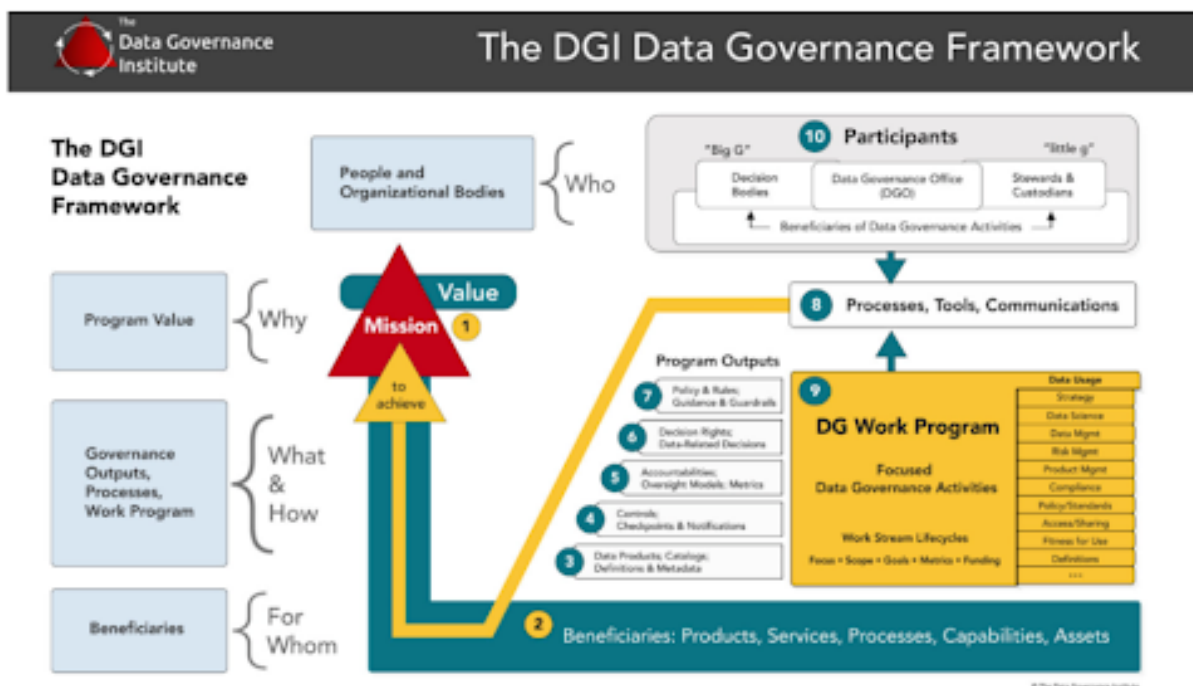 The
Data Governance
Institute
The DGI Data Governance Framework
The DGI
Data Governance
Framework
People and
Organizational Bodies
Who
10
Participants
"Big G"
"little g"
Decision
Bodies
Data Governance Office
(DGO)
Stewards &
Custodians
Beneficiaries of Data Governance Activities
Program Value
Why
Value
Mission
1
to
achieve
8
Processes, Tools, Communications
Program Outputs
7
Policy & Rules;
Guidance & Guardrails
6
Decision Rights;
Data-Related Decisions
5
Accountabilities;
Oversight Models; Metrics
4
Controls;
Checkpoints & Notifications
3
Data Products; Catalogs;
Definitions & Metadata
9
DG Work Program
Focused
Data Governance Activities
Work Stream Lifecycles
Focus • Scope • Goals • Metrics • Funding
Data Usage
Strategy
Data Science
Data Mgmt
Risk Mgmt
Product Mgmt
Compliance
Policy/Standards
Access/Sharing
Fitness for Use
Definitions
...
Governance
Outputs,
Processes,
Work Program
What
&
How
Beneficiaries
For
Whom
2
Beneficiaries: Products, Services, Processes, Capabilities, Assets
© The Data Governance Institute